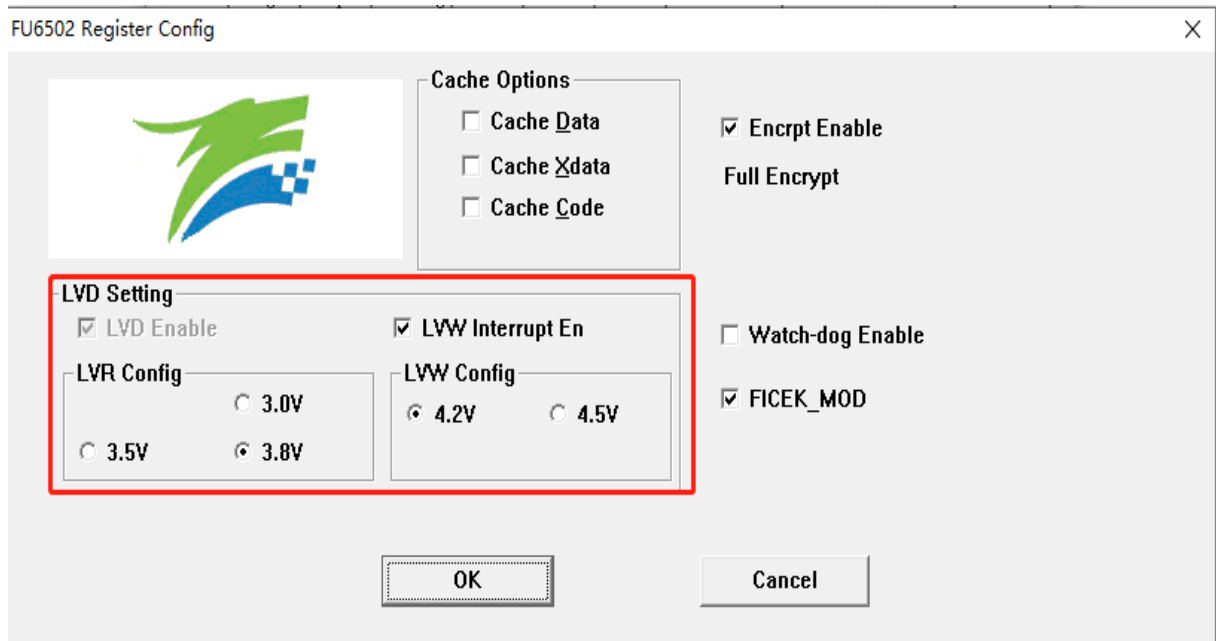 FU6502 Register Config
Cache Options
Cache Data
Cache Xdata
Cache Code
Encrpt Enable
Full Encrypt
LVD Setting
LVD Enable
LVW Interrupt En
LVR Config
3.0V
3.5V
3.8V
LVW Config
4.2V 4.5V
Watch-dog Enable
FICEK_MOD
OK
Cancel